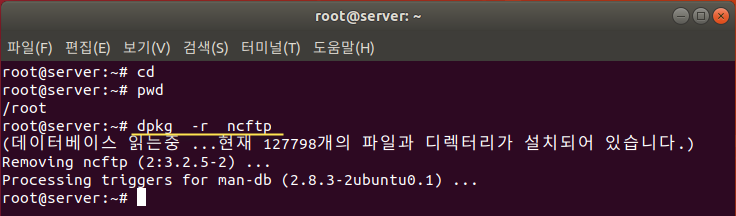 root@server: ~
파일(F) 편집(E) 보기(V) 검색(S) 터미널(T) 도움말(H)
root@server:~# cd
root@server:~# pwd
/root
root@server:~# dpkg  -r  ncftp
(데이터베이스 읽는중 ...현재 127798개의 파일과 디렉터리가 설치되어 있습니다.)
Removing ncftp (2:3.2.5-2) ...
Processing triggers for man-db (2.8.3-2ubuntu0.1) ...
root@server:~#